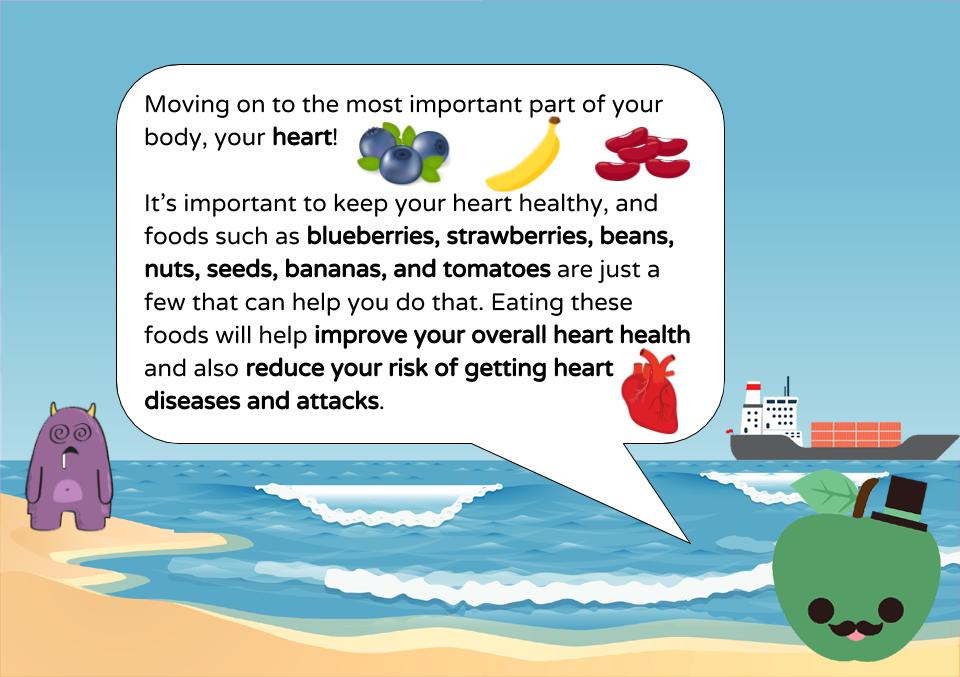 Moving on to the most important part of your
body, your heart!
It’s important to keep your heart healthy, and
foods such as blueberries, strawberries, beans,
nuts, seeds, bananas, and tomatoes are just a
few that can help you do that. Eating these
foods will help improve your overall heart health
and also reduce your risk of getting heart
diseases and attacks.